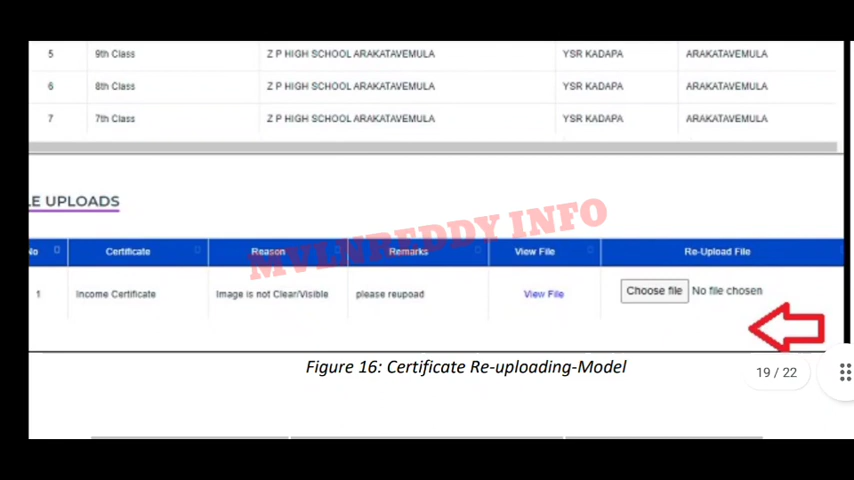 5 9th Class Z P HIGH SCHOOL ARAKATAVEMULA YSR KADAPA ARAKATAVEMULA
6 8th Class Z P HIGH SCHOOL ARAKATAVEMULA YSR KADAPA ARAKATAVEMULA
7 7th Class Z P HIGH SCHOOL ARAKATAVEMULA YSR KADAPA ARAKATAVEMULA
LE UPLOADS
MVLNREDDY INFO
No Certificate Reason Remarks View File Re-Upload File
1 Income Certificate Image is not Clear/Visible please reupoad View File Choose file No file chosen
Figure 16: Certificate Re-uploading-Model
19 / 22